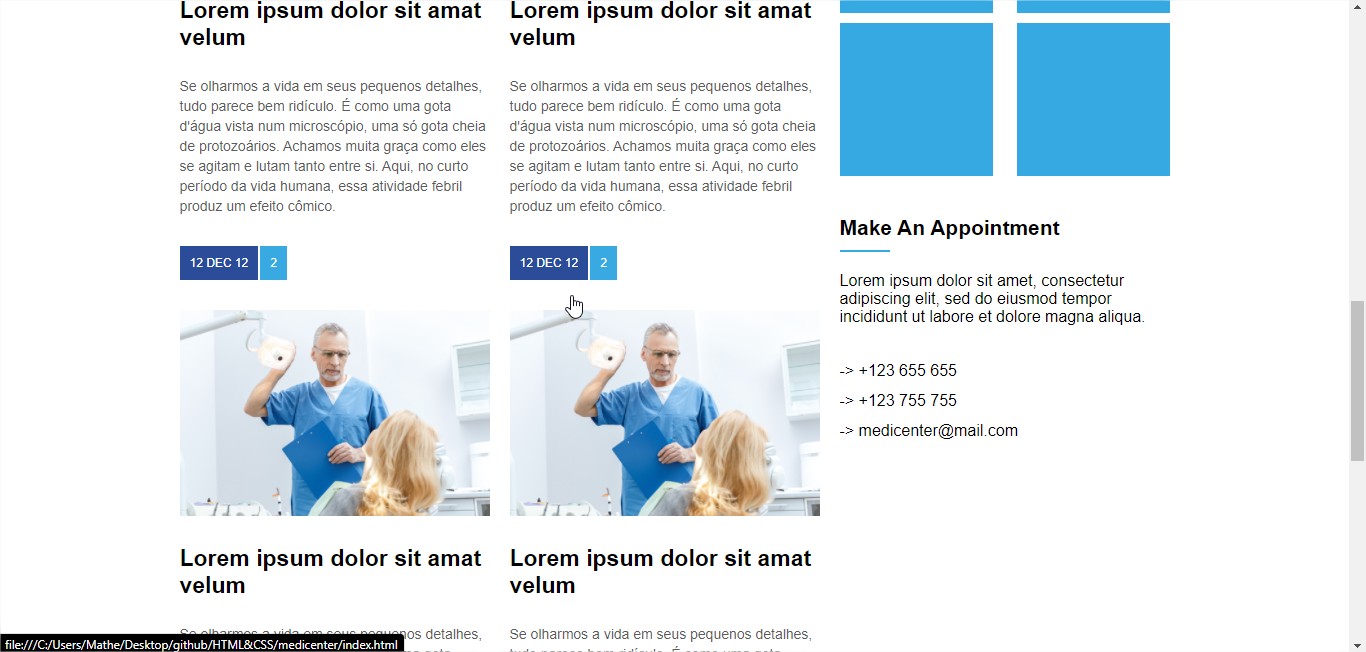 Lorem ipsum dolor sit amat
velum
Se olharmos a vida em seus pequenos detalhes,
tudo parece bem ridículo. É como uma gota
d'água vista num microscópio, uma só gota cheia
de protozoários. Achamos muita graça como eles
se agitam e lutam tanto entre si. Aqui, no curto
período da vida humana, essa atividade febril
produz um efeito cômico.
12 DEC 12 2
Lorem ipsum dolor sit amat
velum
Se olharmos a vida em seus pequenos detalhes,
tudo parece bem ridículo. É como uma gota
d'água vista num microscópio, uma só gota cheia
de protozoários. Achamos muita graça como eles
se agitam e lutam tanto entre si. Aqui, no curto
período da vida humana, essa atividade febril
produz um efeito cômico.
12 DEC 12 2
Lorem ipsum dolor sit amat
velum
Se olharmos a vida em seus pequenos detalhes,
Lorem ipsum dolor sit amat
velum
Se olharmos a vida em seus pequenos detalhes,
Make An Appointment
Lorem ipsum dolor sit amet, consectetur
adipiscing elit, sed do eiusmod tempor
incididunt ut labore et dolore magna aliqua.
-> +123 655 655
-> +123 755 755
-> medicenter@mail.com
file:///C:/Users/Mathe/Desktop/github/HTML&CSS/medicenter/index.html